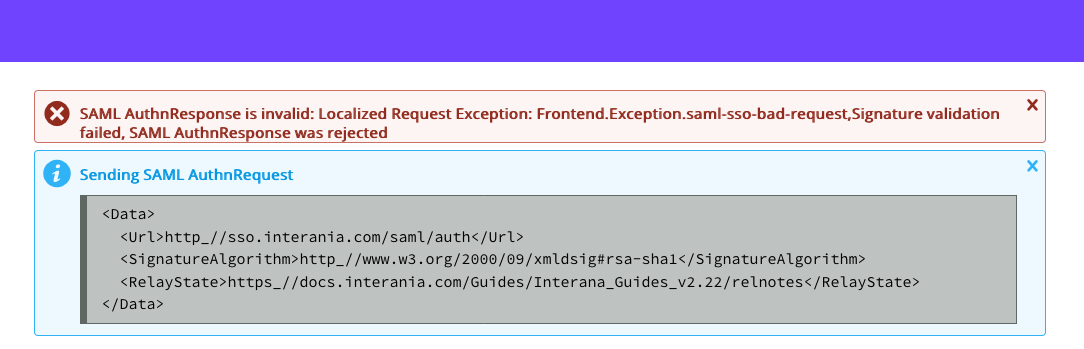 SAML AuthnResponse is invalid: Localized Request Exception: Frontend.Exception.saml-sso-bad-request,Signature validation
failed, SAML AuthnResponse was rejected
Sending SAML AuthnRequest
<Data>
  <Url>http_//sso.interania.com/saml/auth</Url>
  <SignatureAlgorithm>http_//www.w3.org/2000/09/xmldsig#rsa-sha1</SignatureAlgorithm>
  <RelayState>https_//docs.interania.com/Guides/Interana_Guides_v2.22/relnotes</RelayState>
</Data>